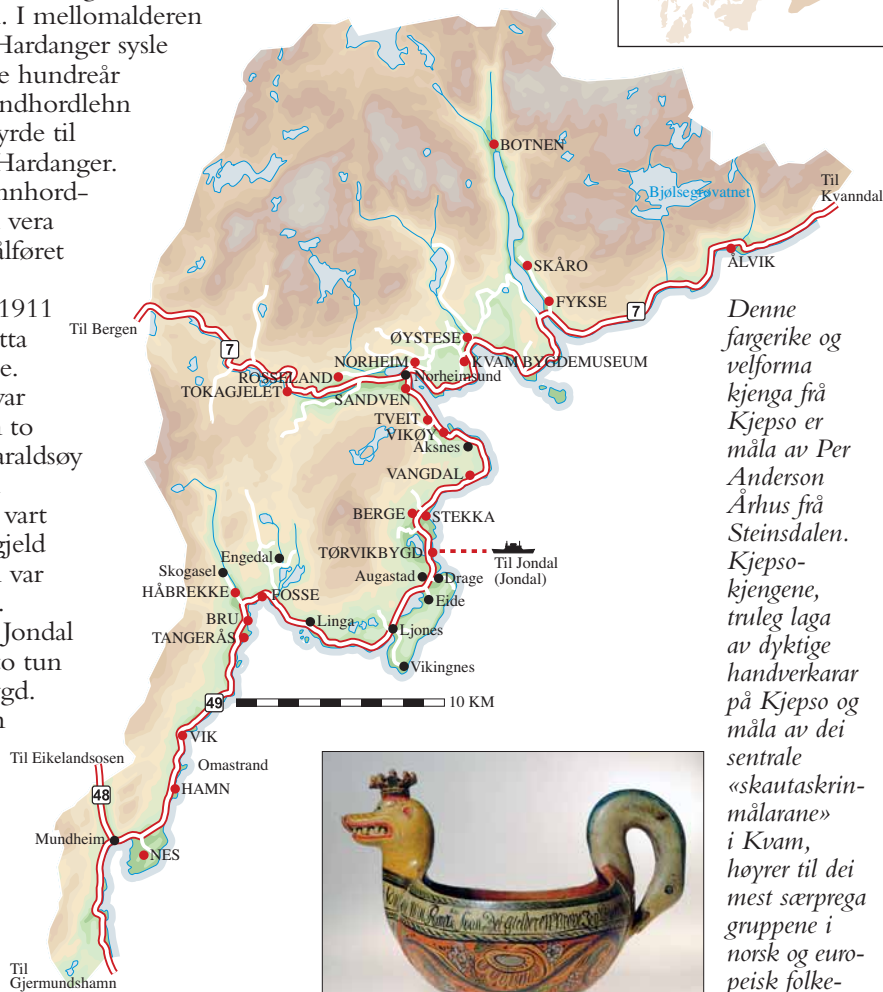 . I mellomalderen
Hardanger sysle
e hundreår
ndhordlehn
yrde til
Hardanger.
nnhord-
vera
ålføret
1911
tta
e.
var
to
araldsøy
vart
gjeld
var
Jondal
to tun
ygd.
BOTNEN
Bjølsegrøvatnet
Til
Kvanndal
SKÅRO
ÅLVIK
FYKSE
7
Til Bergen
7
ØYSTESE
NORHEIM
KVAM BYGDEMUSEUM
ROSSELAND
Norheimsund
TOKAGJELET
SANDVEN
TVEIT
VIKØY
Aksnes
VANGDAL
BERGE
STEKKA
TØRVIKBYGD
Til Jondal
(Jondal)
Engedal
Skogasel
Augastad
Drage
HÅBREKKE
FOSSE
Eide
BRU
Linga
Ljones
TANGERÅS
Vikingnes
49
10 KM
VIK
Til Eikelandsosen
Omastrand
48
HAMN
Mundheim
NES
Til
Gjermundshamn
Denne
fargerike og
velforma
kjenga frå
Kjepso er
måla av Per
Anderson
Århus frå
Steinsdalen.
Kjepso-
kjengene,
truleg laga
av dyktige
handverkarar
på Kjepso og
måla av dei
sentrale
«skautaskrin-
målarane»
i Kvam,
høyrer til dei
mest særprega
gruppene i
norsk og euro-
peisk folke-